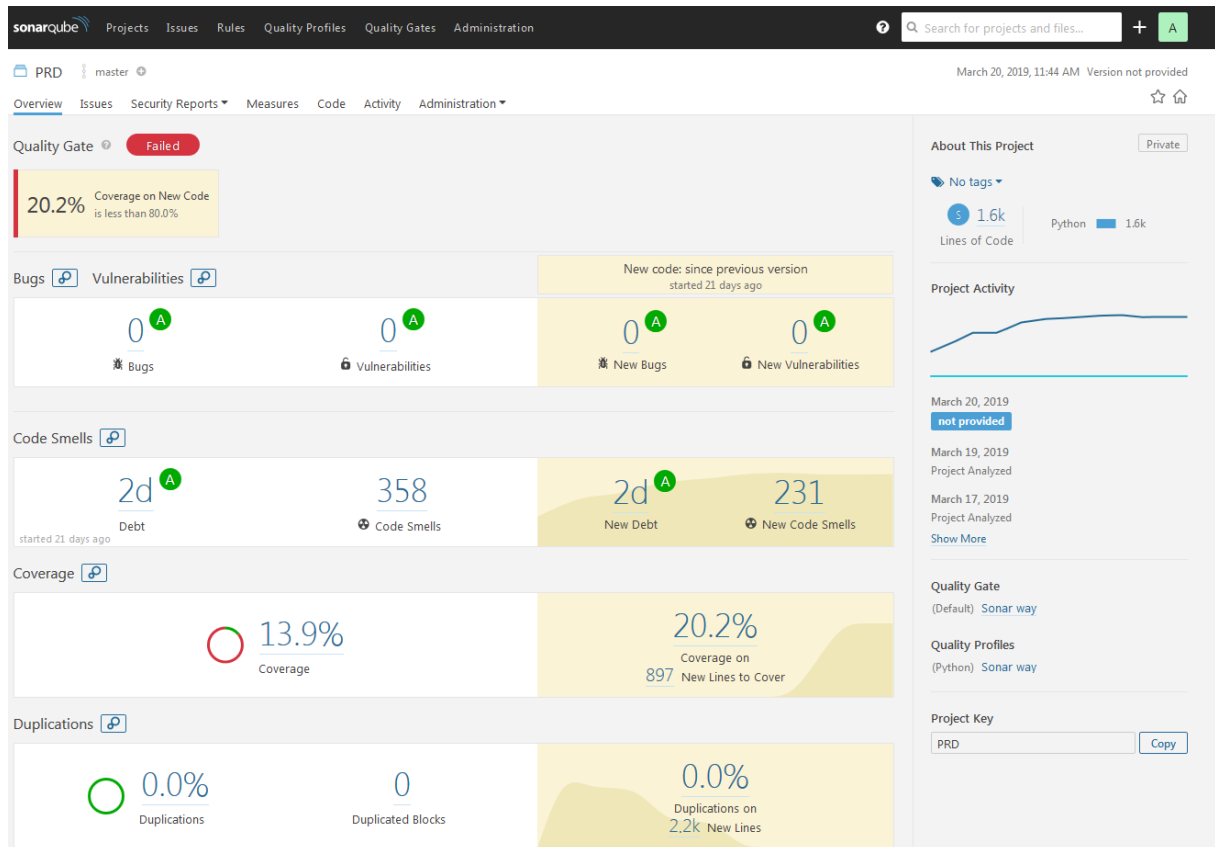 sonarqube Projects Issues Rules Quality Profiles Quality Gates Administration ? Search for projects and files... + A
PRD master March 20, 2019, 11:44 AM Version not provided
Overview Issues Security Reports Measures Code Activity Administration
Quality Gate ? Failed
20.2% Coverage on New Code
is less than 80.0%
Bugs Vulnerabilities
New code: since previous version
started 21 days ago
0 A 0 A 0 A 0 A
Bugs Vulnerabilities New Bugs New Vulnerabilities
Code Smells
2d A 358 2d A 231
Debt Code Smells New Debt New Code Smells
started 21 days ago
Coverage
13.9%
Coverage
20.2%
Coverage on
897 New Lines to Cover
Duplications
0.0% 0
Duplications Duplicated Blocks
0.0%
Duplications on
2.2k New Lines
About This Project Private
No tags
S 1.6k Python 1.6k
Lines of Code
Project Activity
March 20, 2019
not provided
March 19, 2019
Project Analyzed
March 17, 2019
Project Analyzed
Show More
Quality Gate
(Default) Sonar way
Quality Profiles
(Python) Sonar way
Project Key
PRD Copy